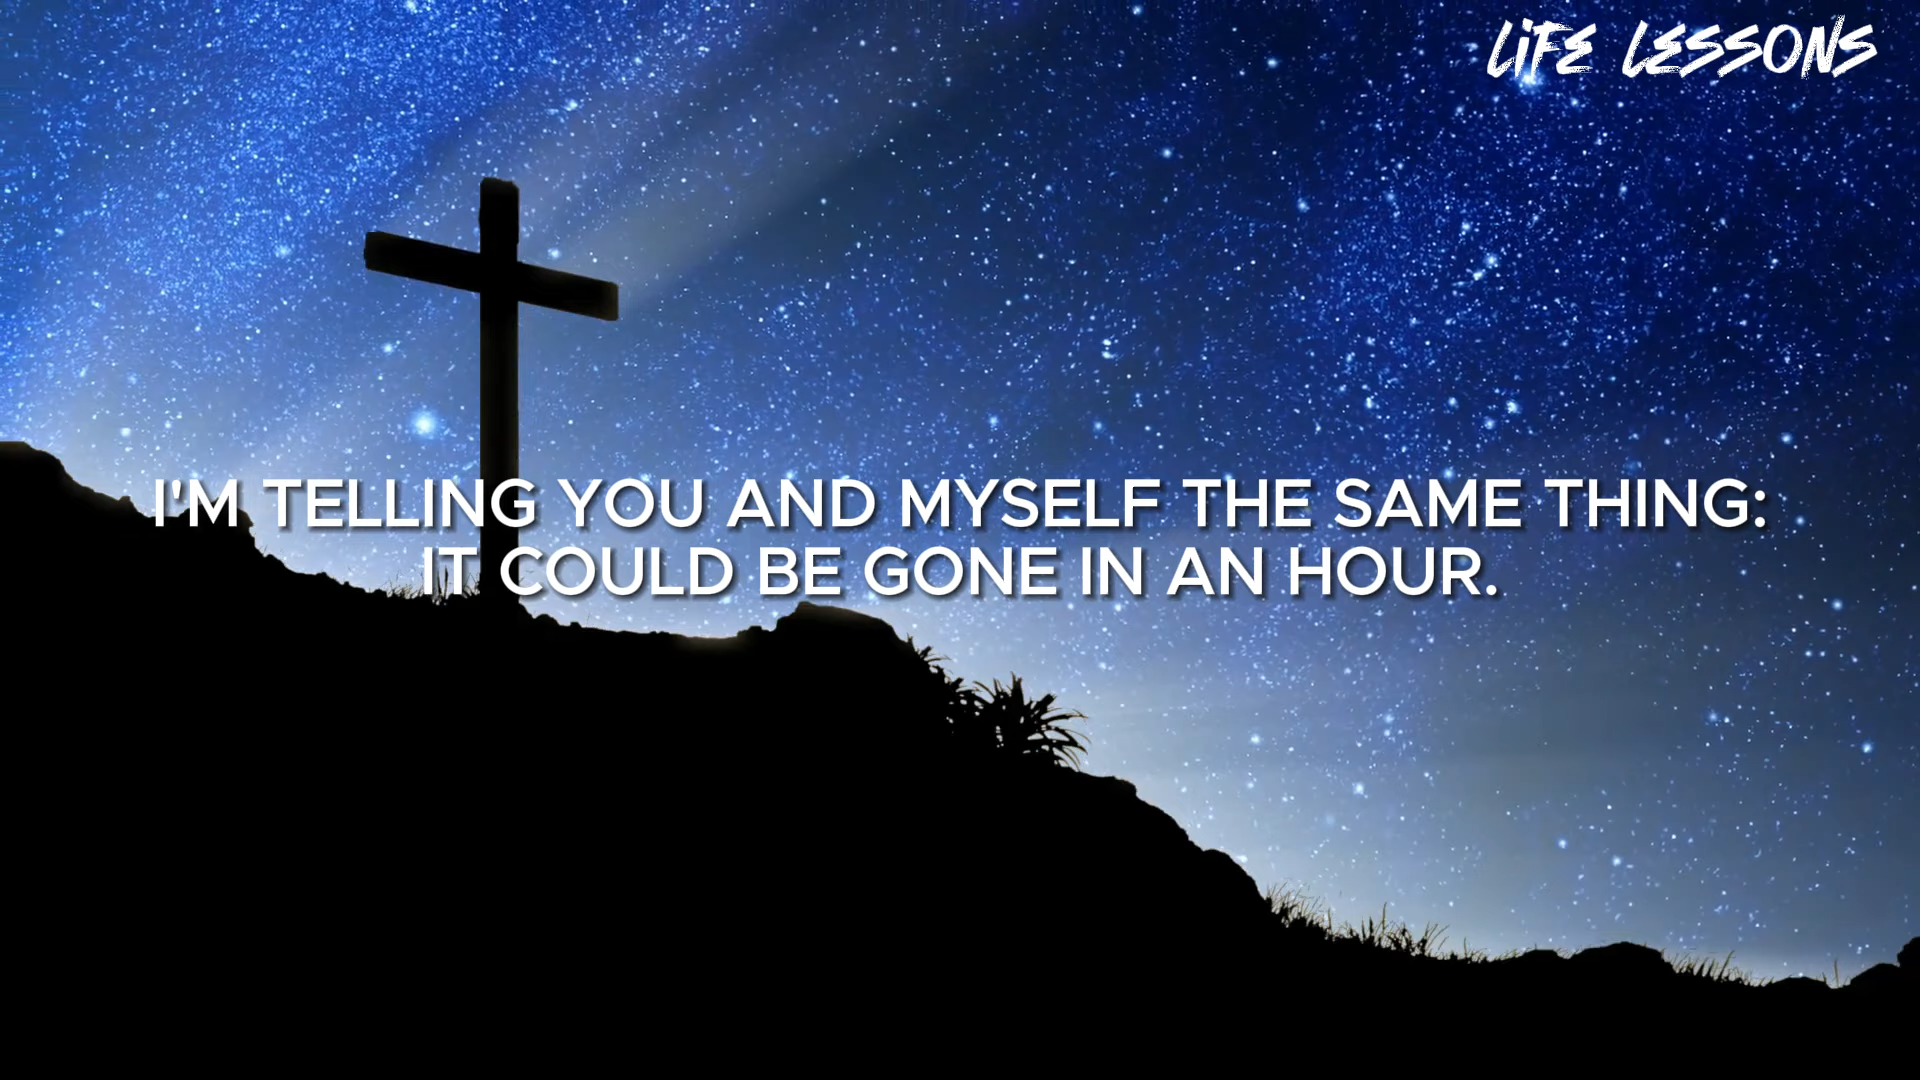 LIFE LESSONS
I'M TELLING YOU AND MYSELF THE SAME THING:
IT COULD BE GONE IN AN HOUR.